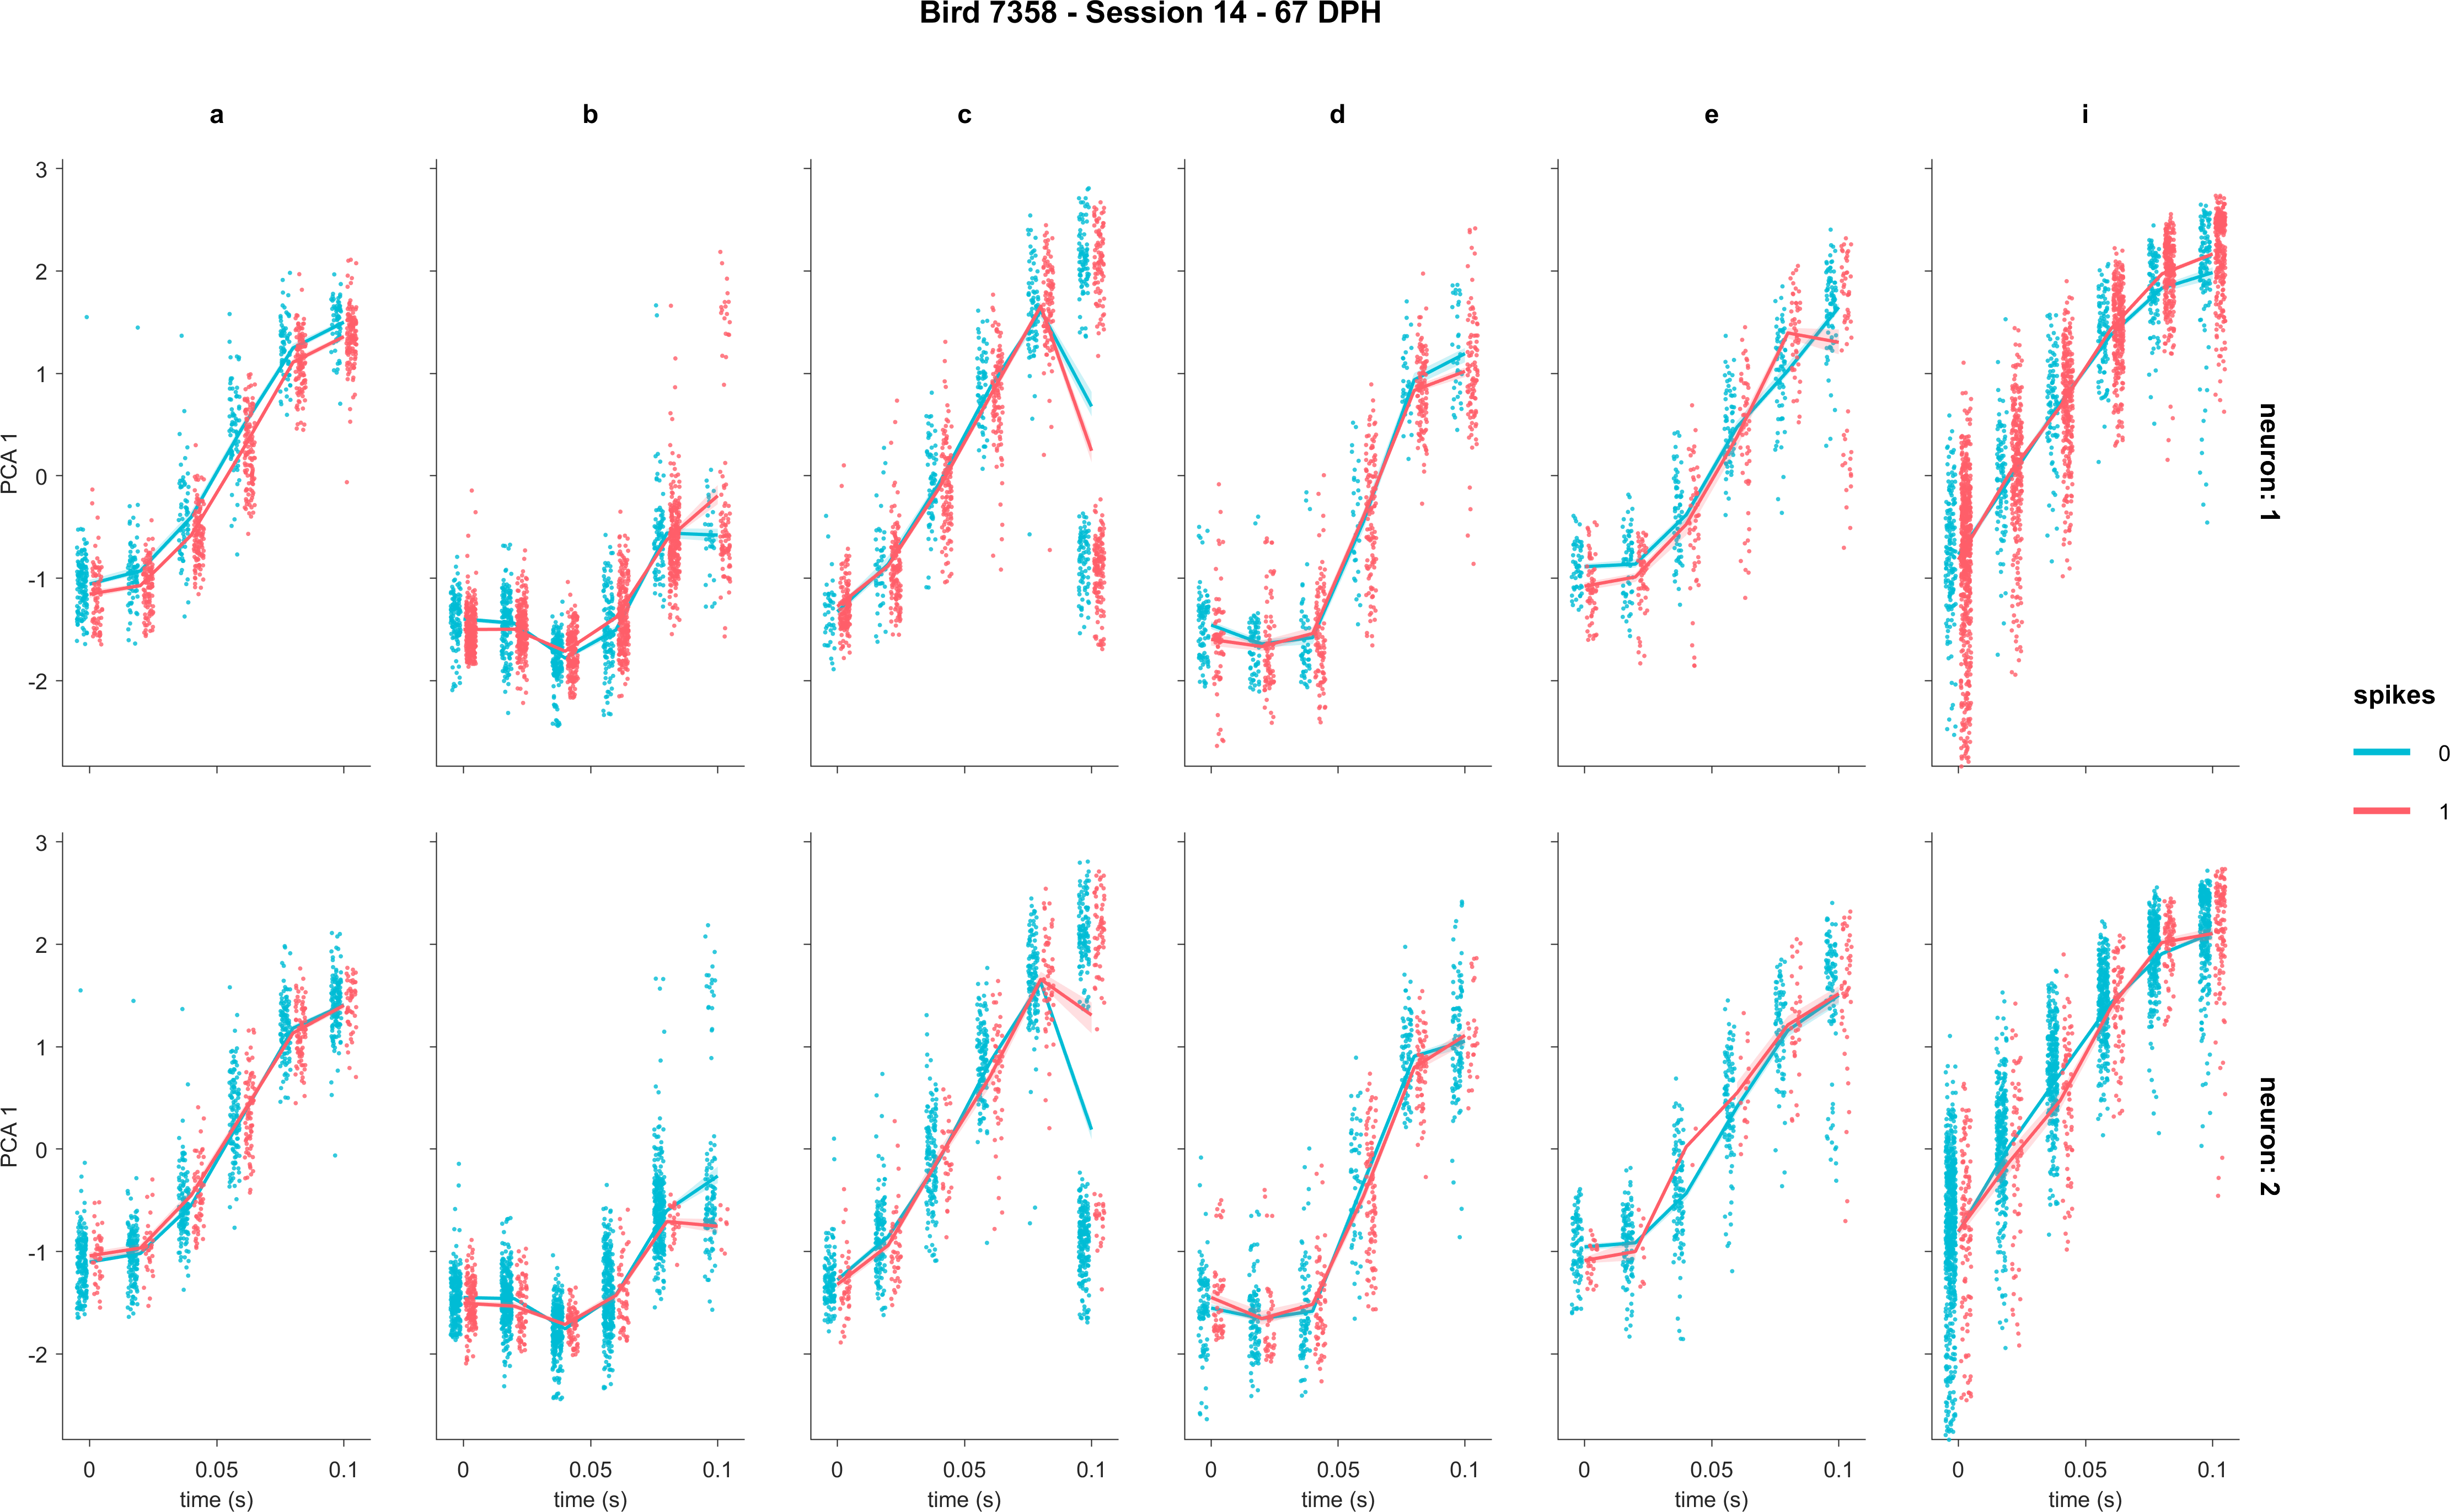 Bird 7358 - Session 14 - 67 DPH
a b c d e i
3
2
1
0
-1
-2
PCA 1
neuron: 1
spikes
0
1
3
2
1
0
-1
-2
PCA 1
neuron: 2
0 0.05 0.1 0 0.05 0.1 0 0.05 0.1 0 0.05 0.1 0 0.05 0.1 0 0.05 0.1
time (s) time (s) time (s) time (s) time (s) time (s)